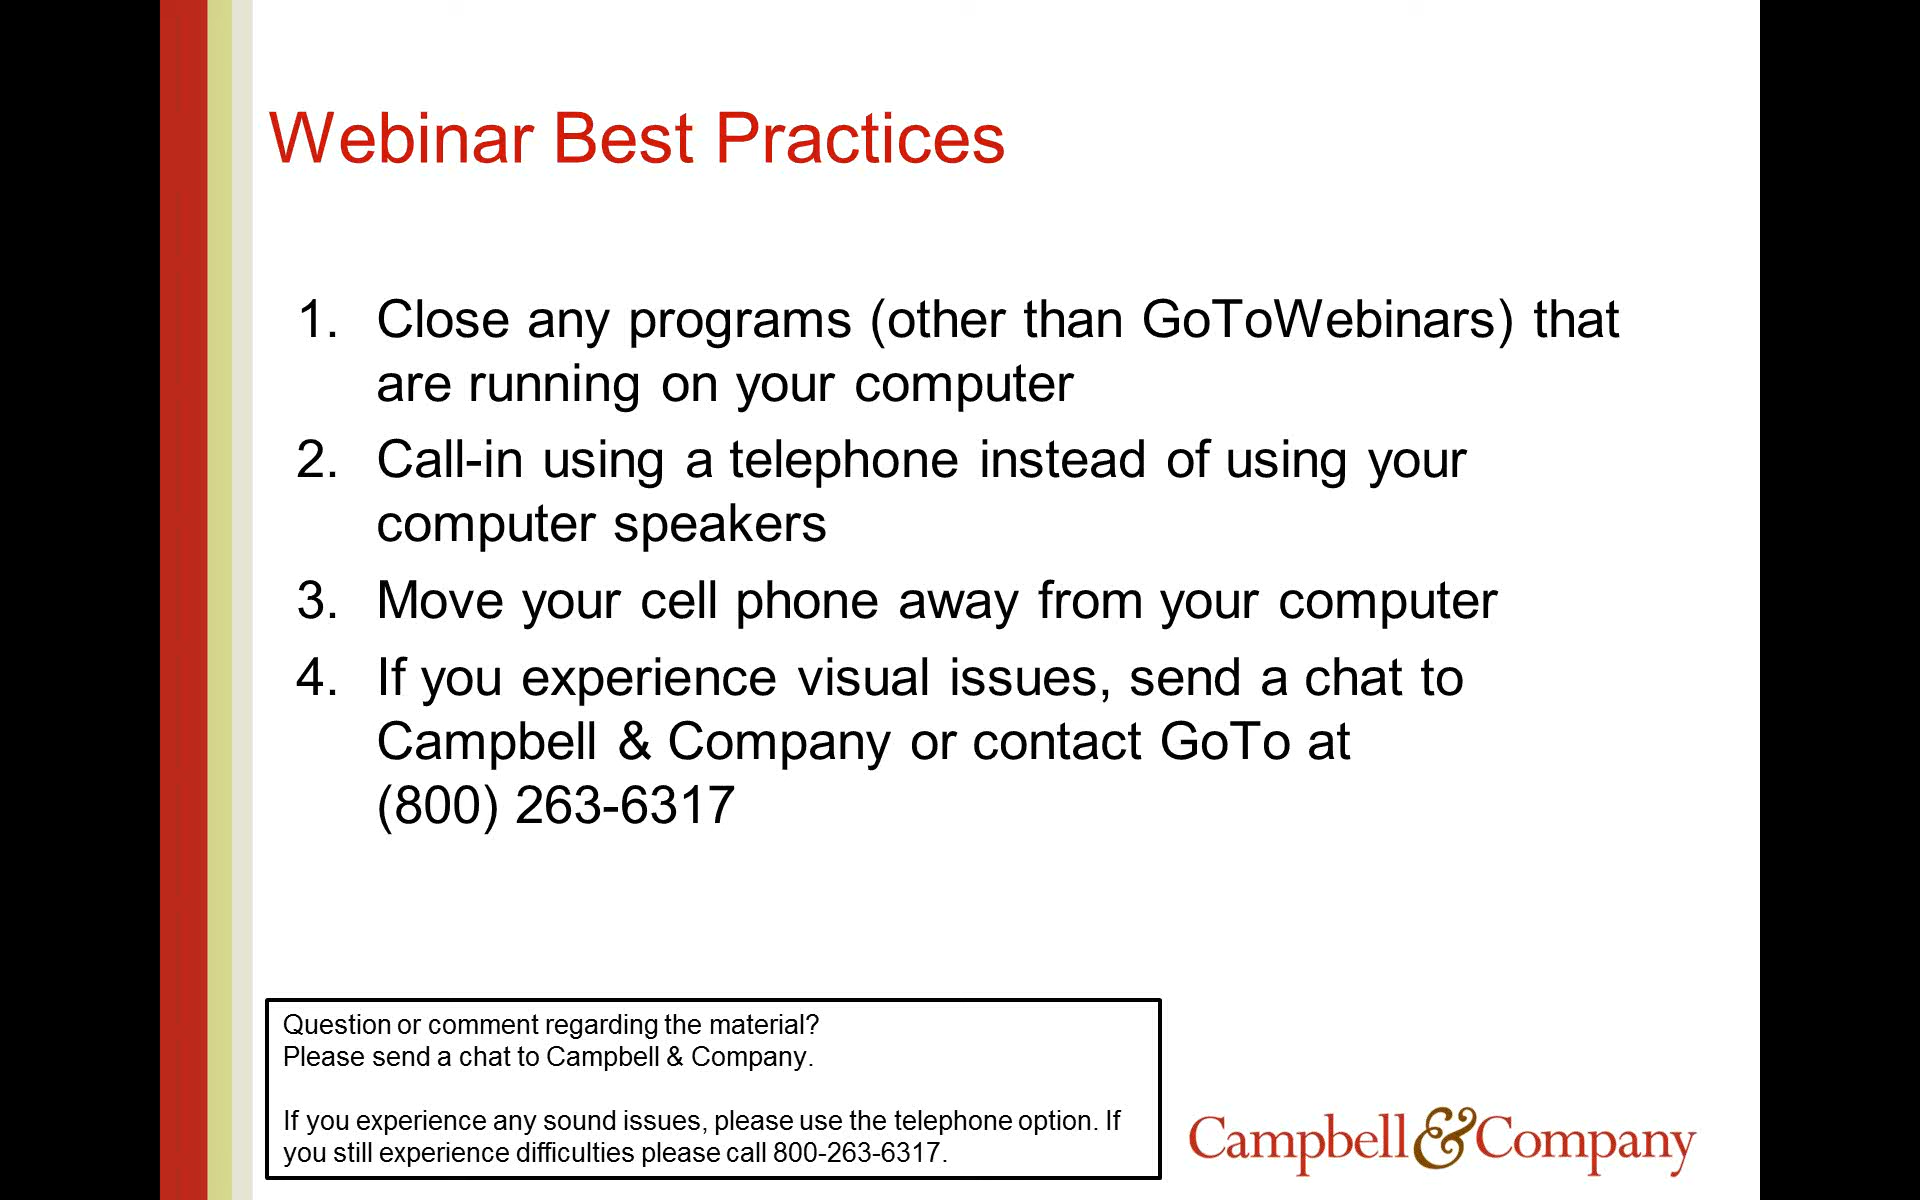 Webinar Best Practices
1. Close any programs (other than GoToWebinars) that
are running on your computer
2. Call-in using a telephone instead of using your
computer speakers
3. Move your cell phone away from your computer
4. If you experience visual issues, send a chat to
Campbell & Company or contact GoTo at
(800) 263-6317
Question or comment regarding the material?
Please send a chat to Campbell & Company.
If you experience any sound issues, please use the telephone option. If
you still experience difficulties please call 800-263-6317.
Campbell & Company